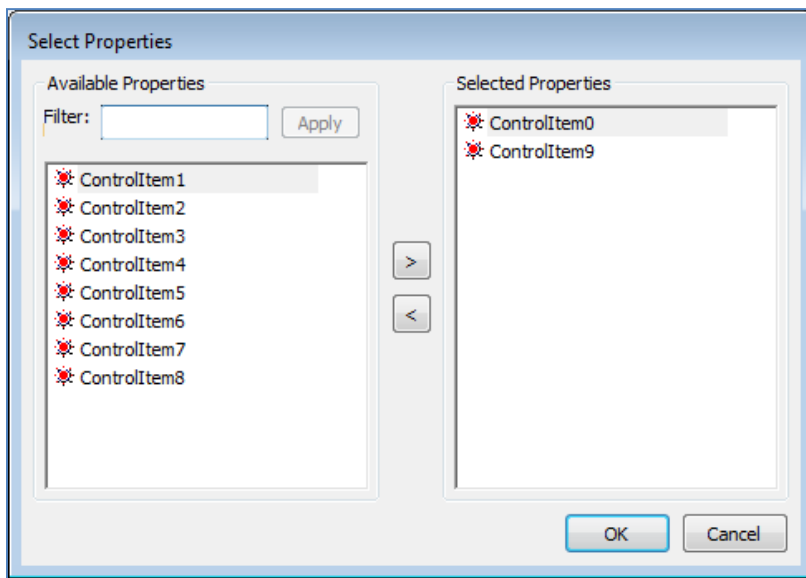 Select Properties
Available Properties
Filter:
Apply
ControlItem1
ControlItem2
ControlItem3
ControlItem4
ControlItem5
ControlItem6
ControlItem7
ControlItem8
>
<
Selected Properties
ControlItem0
ControlItem9
OK
Cancel